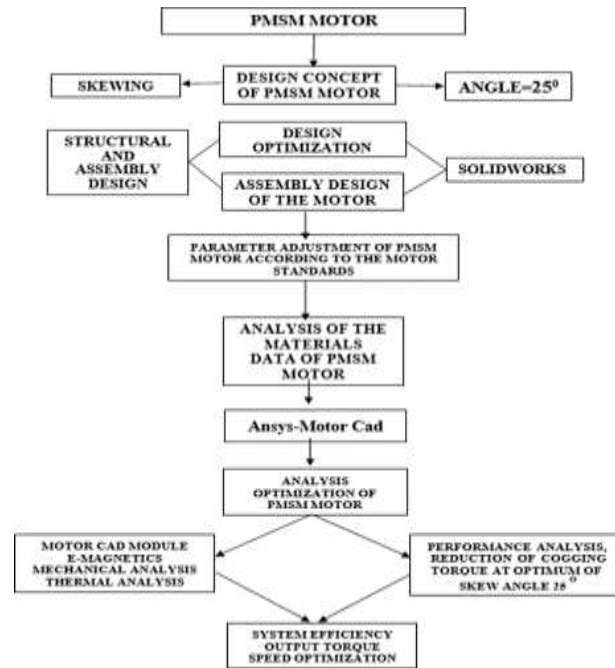 PMSM MOTOR
SKEWING
DESIGN CONCEPT
OF PMSM MOTOR
ANGLE=25⁰
STRUCTURAL
AND
ASSEMBLY
DESIGN
DESIGN
OPTIMIZATION
ASSEMBLY DESIGN
OF THE MOTOR
SOLIDWORKS
PARAMETER ADJUSTMENT OF PMSM
MOTOR ACCORDING TO THE MOTOR
STANDARDS
ANALYSIS OF THE
MATERIALS
DATA OF PMSM
MOTOR
Ansys-Motor Cad
ANALYSIS
OPTIMIZATION OF
PMSM MOTOR
MOTOR CAD MODULE
E-MAGNETICS
MECHANICAL ANALYSIS
THERMAL ANALYSIS
PERFORMANCE ANALYSIS,
REDUCTION OF COGGING
TORQUE AT OPTIMUM OF
SKEW ANGLE 25⁰
SYSTEM EFFICIENCY
OUTPUT TORQUE
SPEED OPTIMIZATION